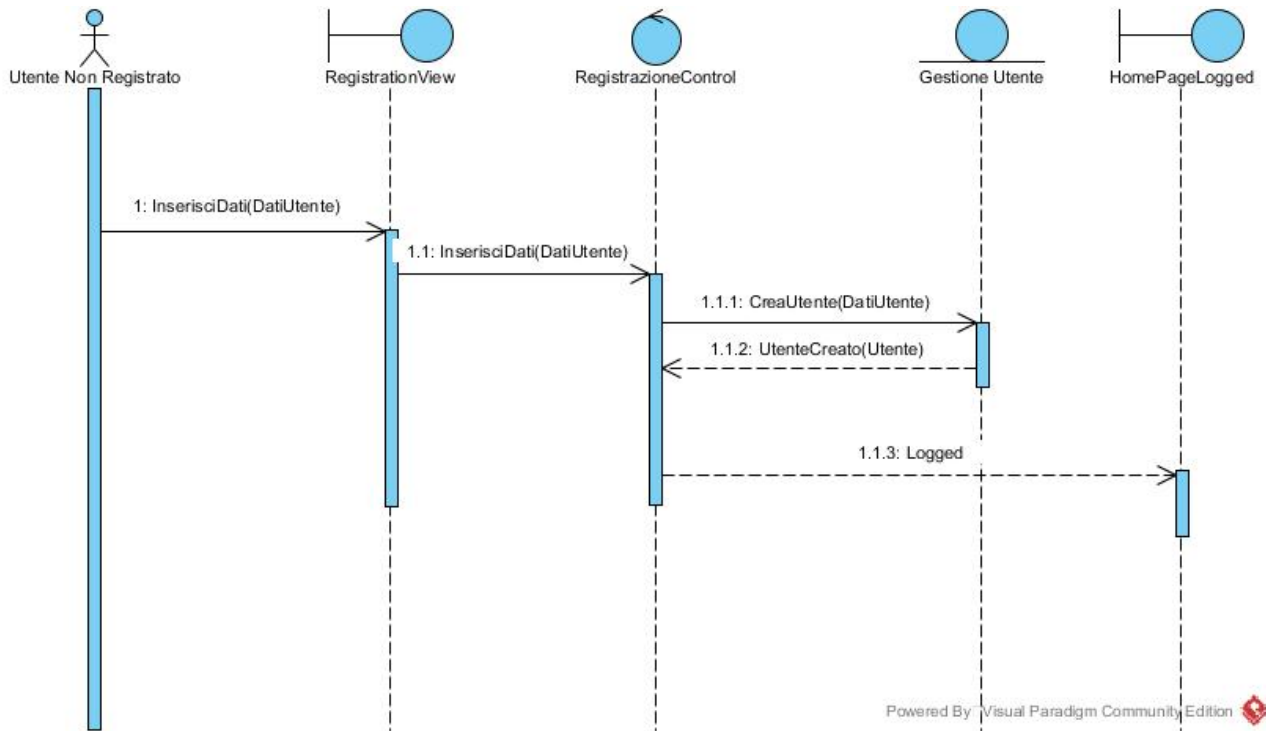 Utente Non Registrato
RegistrationView
RegistrazioneControl
Gestione Utente
HomePageLogged
1: InserisciDati(DatiUtente)
1.1: InserisciDati(DatiUtente)
1.1.1: CreaUtente(DatiUtente)
1.1.2: UtenteCreato(Utente)
1.1.3: Logged
Powered By Visual Paradigm Community Edition